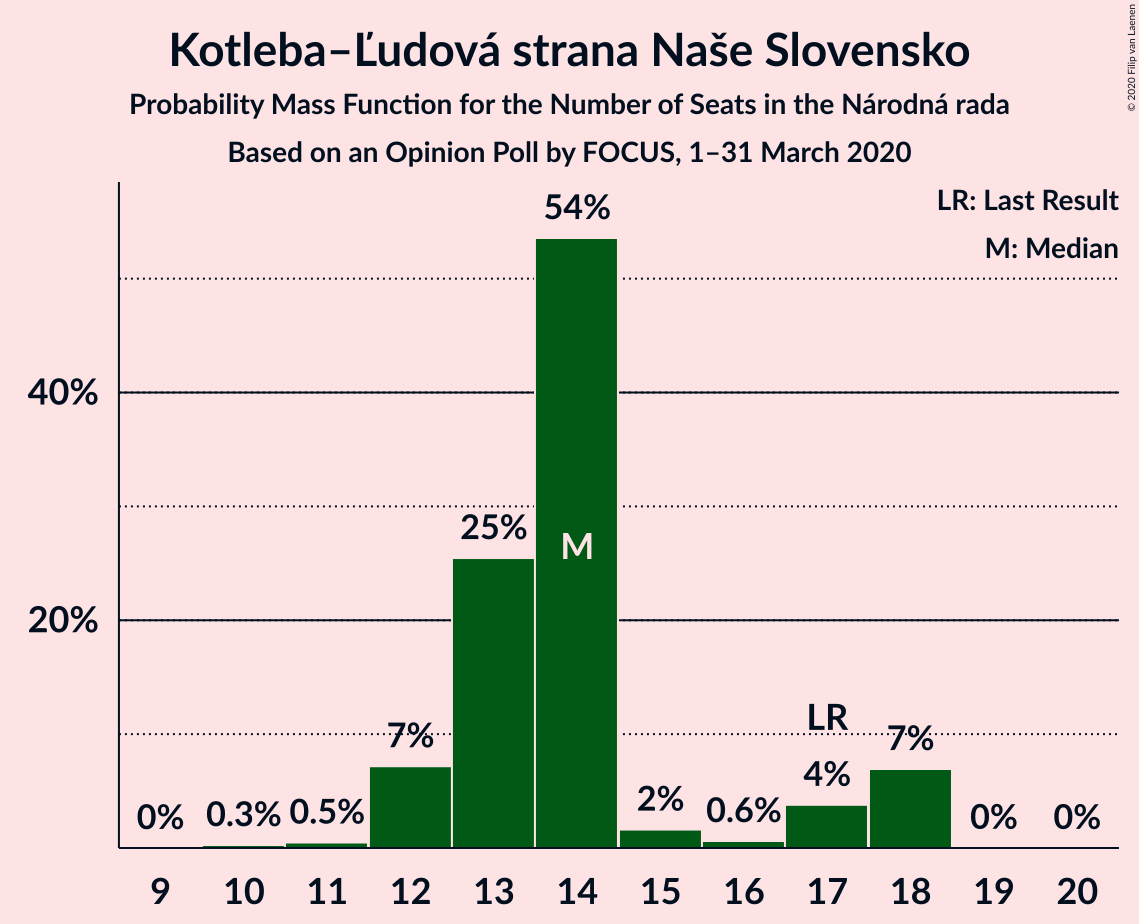 Kotleba–Ľudová strana Naše Slovensko
Probability Mass Function for the Number of Seats in the Národná rada
Based on an Opinion Poll by FOCUS, 1–31 March 2020
© 2020 Filip van Laenen
LR: Last Result
M: Median
40%
20%
0%
0.3%
0.5%
7%
25%
54%
M
2%
0.6%
LR
4%
7%
0%
0%
9 10 11 12 13 14 15 16 17 18 19 20